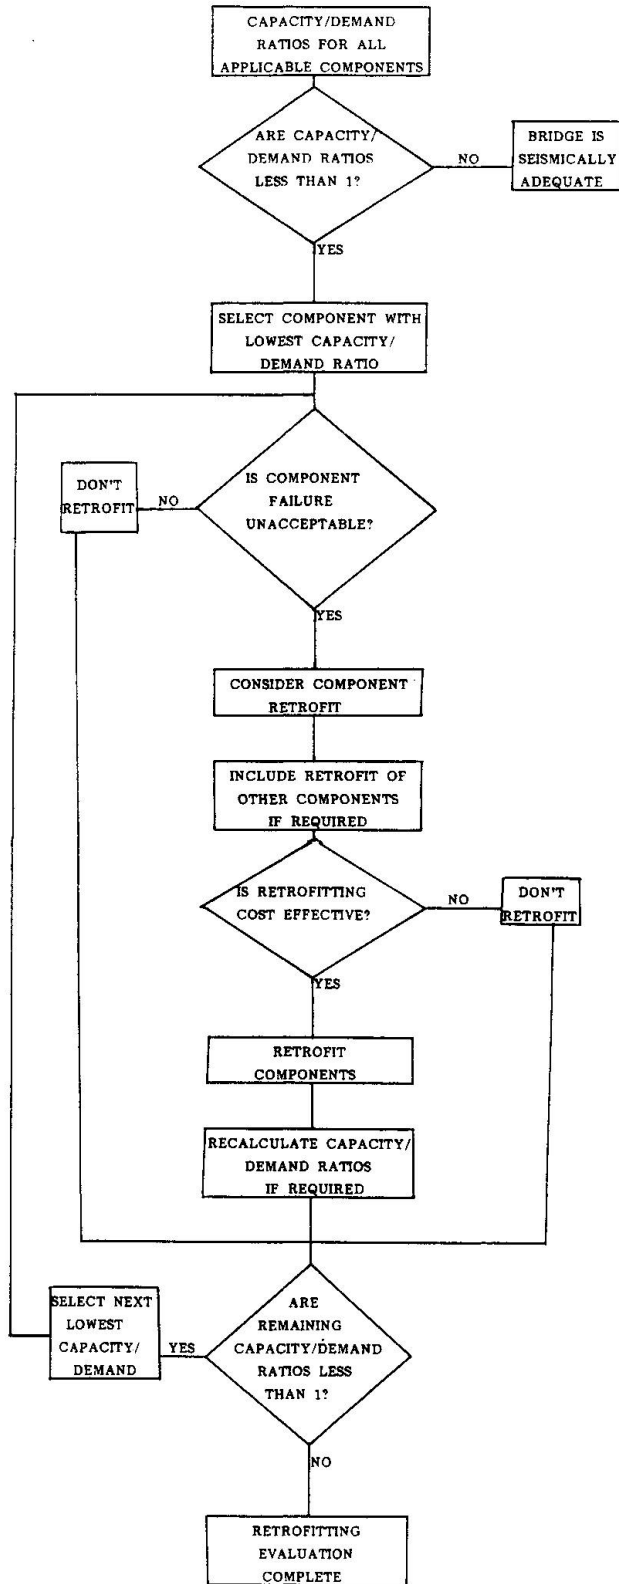 CAPACITY/DEMAND
RATIOS FOR ALL
APPLICABLE COMPONENTS
ARE CAPACITY/
DEMAND RATIOS
LESS THAN 1?
NO
BRIDGE IS
SEISMICALLY
ADEQUATE
YES
SELECT COMPONENT WITH
LOWEST CAPACITY/
DEMAND RATIO
IS COMPONENT
FAILURE
UNACCEPTABLE?
NO
DON'T
RETROFIT
YES
CONSIDER COMPONENT
RETROFIT
INCLUDE RETROFIT OF
OTHER COMPONENTS
IF REQUIRED
IS RETROFITTING
COST EFFECTIVE?
NO
DON'T
RETROFIT
YES
RETROFIT
COMPONENTS
RECALCULATE CAPACITY/
DEMAND RATIOS
IF REQUIRED
ARE
REMAINING
CAPACITY/DEMAND
RATIOS LESS
THAN 1?
YES
SELECT NEXT
LOWEST
CAPACITY/
DEMAND
NO
RETROFITTING
EVALUATION
COMPLETE